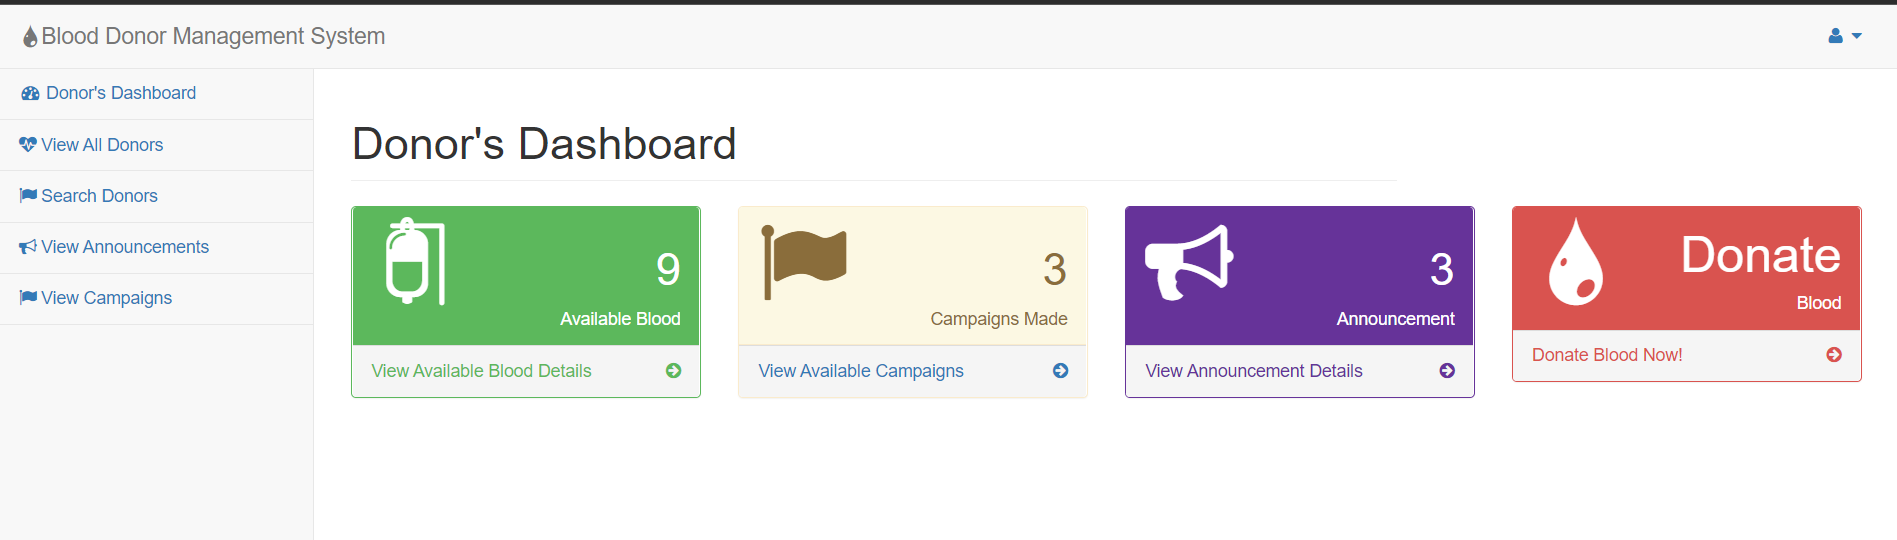 Blood Donor Management System
Donor's Dashboard
View All Donors
Search Donors
View Announcements
View Campaigns
Donor's Dashboard
9
Available Blood
View Available Blood Details
3
Campaigns Made
View Available Campaigns
3
Announcement
View Announcement Details
Donate
Blood
Donate Blood Now!